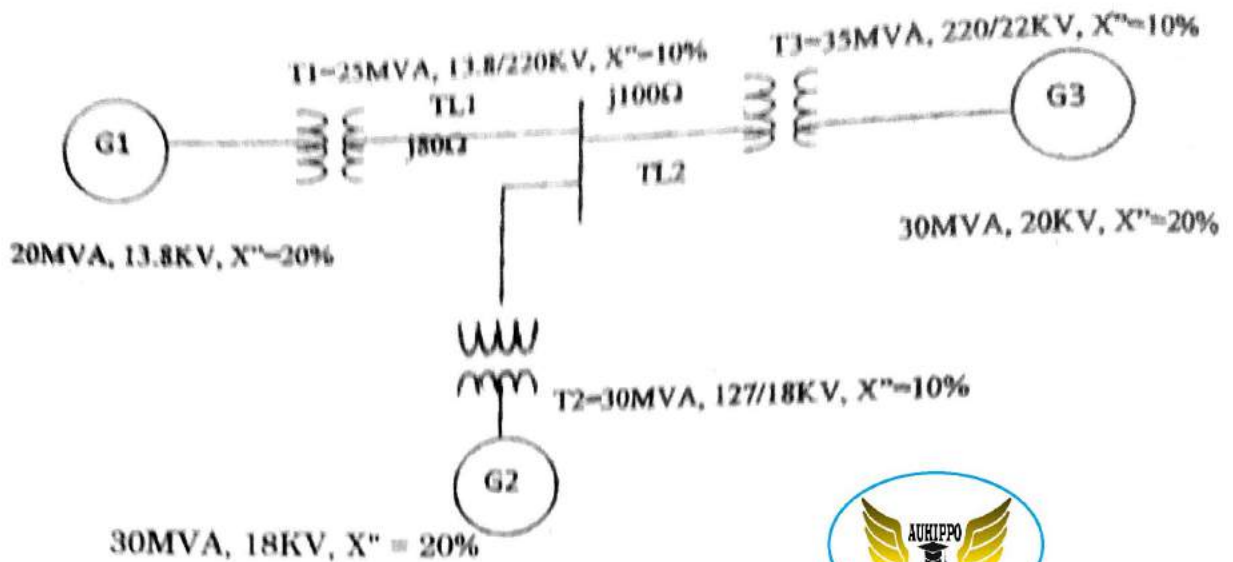 T1=25MVA, 13.8/220KV, X"=10%
T3=35MVA, 220/22KV, X"=10%
TL1
j100Ω
G1
j80Ω
TL2
G3
20MVA, 13.8KV, X"=20%
30MVA, 20KV, X"=20%
T2=30MVA, 127/18KV, X"=10%
G2
30MVA, 18KV, X" = 20%
AUHIPPO